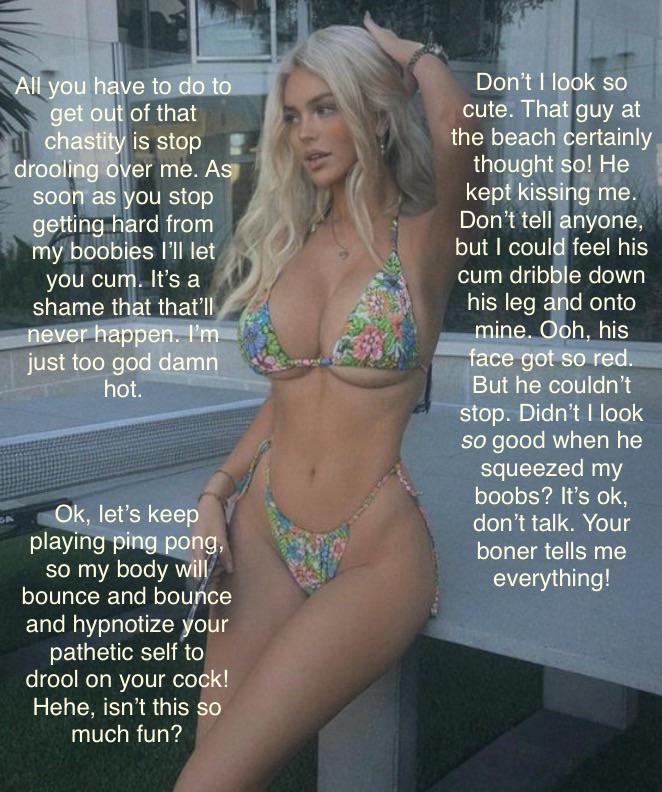 All you have to do to
get out of that
chastity is stop
drooling over me. As
soon as you stop
getting hard from
my boobies I'll let
you cum. It's a
shame that that'll
never happen. I'm
just too god damn
hot.
Don't I look so
cute. That guy at
the beach certainly
thought so! He
kept kissing me.
Don't tell anyone,
but I could feel his
cum dribble down
his leg and onto
mine. Ooh, his
face got so red.
But he couldn't
stop. Didn't I look
so good when he
squeezed my
boobs? It's ok,
don't talk. Your
boner tells me
everything!
Ok, let's keep
playing ping pong,
so my body will
bounce and bounce
and hypnotize your
pathetic self to
drool on your cock!
Hehe, isn't this so
much fun?